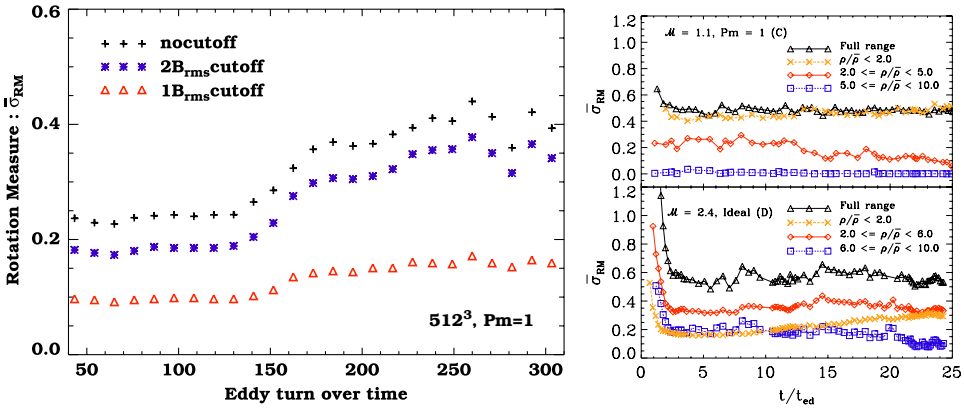 0.6
0.4
0.2
0.0
Rotation Measure : σ̅RM
+ + + nocutoff
2Brmscutoff
1Brmscutoff
512³, Pm=1
50 100 150 200 250 300
Eddy turn over time
1.2
1.0
0.8
0.6
0.4
0.2
0.0
σ̅RM
ℳ = 1.1, Pm = 1 (C)
Full range
ρ/ρ̅ < 2.0
2.0 <= ρ/ρ̅ < 5.0
5.0 <= ρ/ρ̅ < 10.0
1.2
1.0
0.8
0.6
0.4
0.2
0.0
σ̅RM
ℳ = 2.4, Ideal (D)
Full range
ρ/ρ̅ < 2.0
2.0 <= ρ/ρ̅ < 6.0
6.0 <= ρ/ρ̅ < 10.0
0 5 10 15 20 25
t/ted